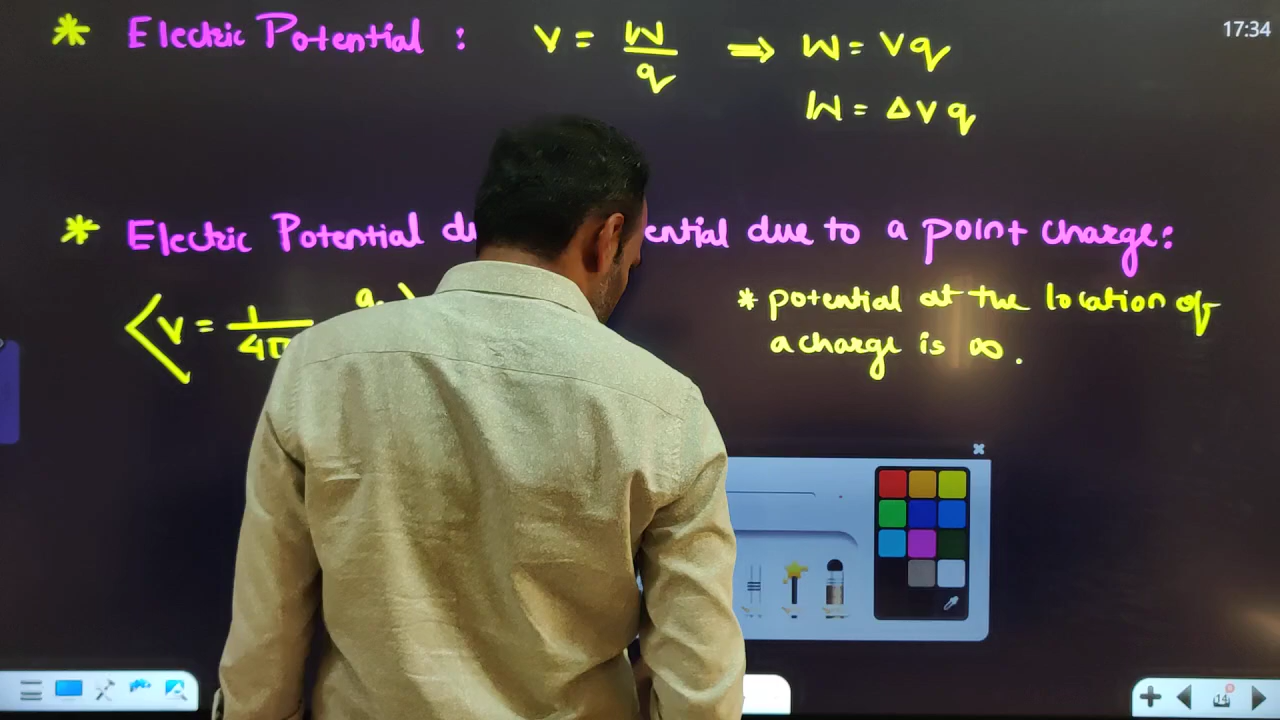 * Electric Potential : V = W/q ⇒ W = Vq
W = ΔVq
* Electric Potential due to a point charge:
V = 1/4π q
* potential at the location of
a charge is ∞.
17:34
14